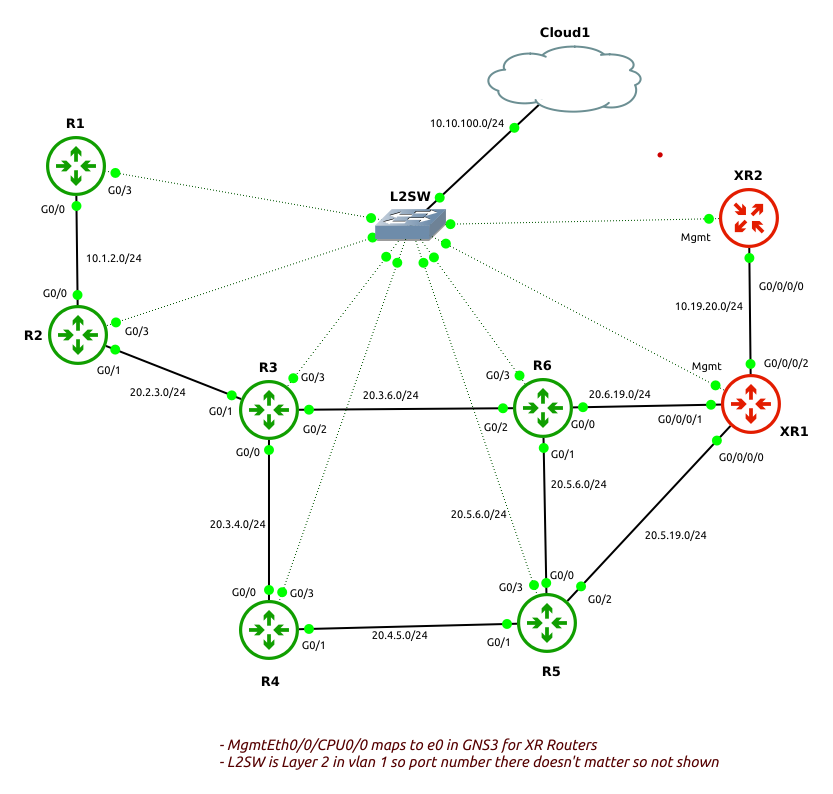 Cloud1
10.10.100.0/24
R1
G0/3
XR2
L2SW
G0/0
Mgmt
10.1.2.0/24
G0/0/0/0
G0/0
10.19.20.0/24
G0/3
R2
G0/1
R3
R6
Mgmt
G0/0/0/2
G0/3
G0/3
20.2.3.0/24
20.3.6.0/24
20.6.19.0/24
G0/1
G0/2
G0/2
G0/0
G0/0/0/1
XR1
G0/0
G0/1
G0/0/0/0
20.5.6.0/24
20.3.4.0/24
20.5.6.0/24
20.5.19.0/24
G0/0
G0/3
G0/3
G0/0
G0/2
G0/1
20.4.5.0/24
G0/1
R4
R5
- MgmtEth0/0/CPU0/0 maps to e0 in GNS3 for XR Routers
- L2SW is Layer 2 in vlan 1 so port number there doesn't matter so not shown